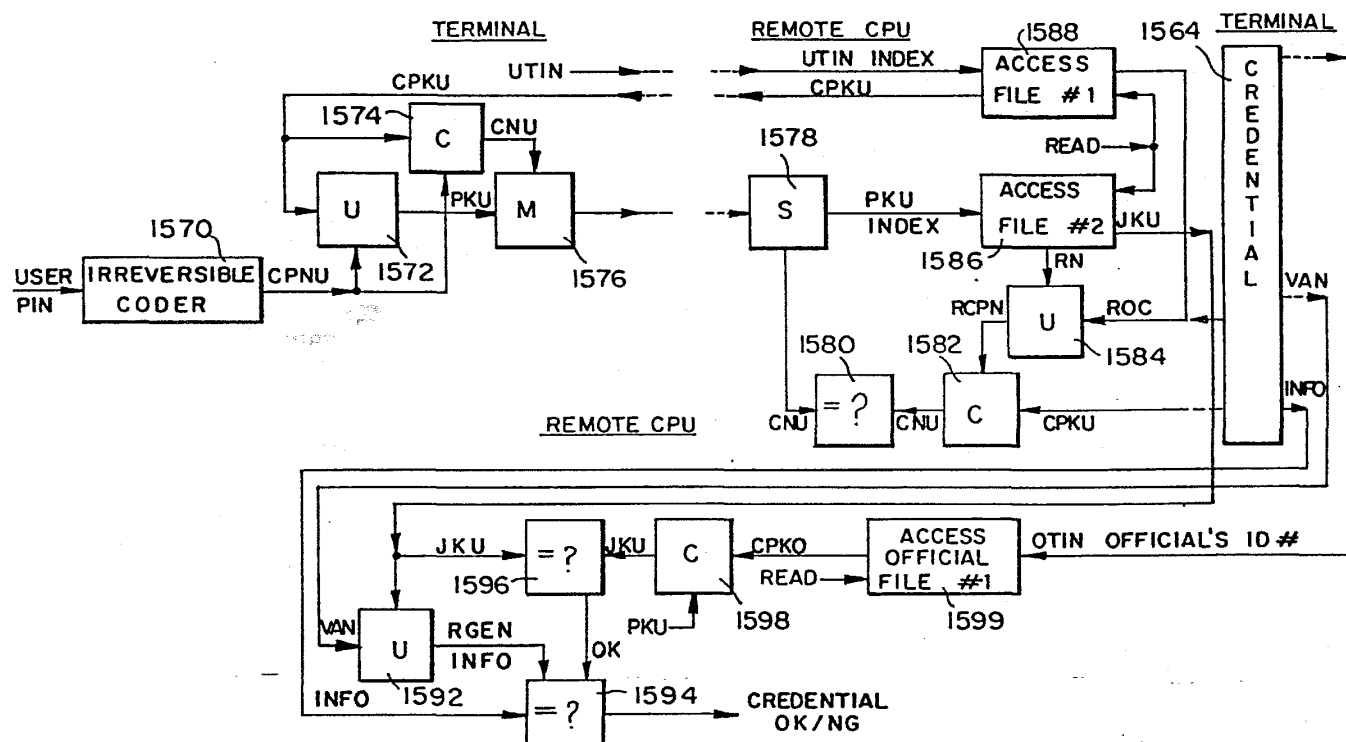 TERMINAL
REMOTE CPU
1588
1564
TERMINAL
UTIN
UTIN INDEX
ACCESS
FILE #1
CPKU
CPKU
1574
C
CNU
1578
READ
CREDENTIAL
U
PKU
M
S
PKU
INDEX
ACCESS
FILE #2
JKU
1570
1572
1576
1586
RN
USER
PIN
IRREVERSIBLE
CODER
CPNU
VAN
RCPN
U
ROC
1580
1582
1584
INFO
= ?
C
CNU
CNU
CPKU
REMOTE CPU
JKU
= ?
JKU
C
CPKO
ACCESS
OFFICIAL
FILE #1
OTIN OFFICIAL'S ID#
1596
READ
1598
1599
PKU
VAN
U
RGEN
INFO
OK
INFO
1592
= ?
1594
CREDENTIAL
OK/NG